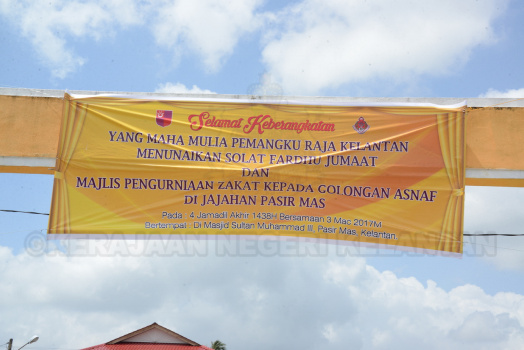 Selamat Keberangkatan
YANG MAHA MULIA PEMANGKU RAJA KELANTAN
MENUNAIKAN SOLAT FARDHU JUMAAT
DAN
MAJLIS PENGURNIAAN ZAKAT KEPADA GOLONGAN ASNAF
DI JAJAHAN PASIR MAS
Pada : 4 Jamadil Akhir 1438H Bersamaan 3 Mac 2017M
Bertempat : Di Masjid Sultan Muhammad III, Pasir Mas, Kelantan.
© KERAJAAN NEGERI KELANTAN